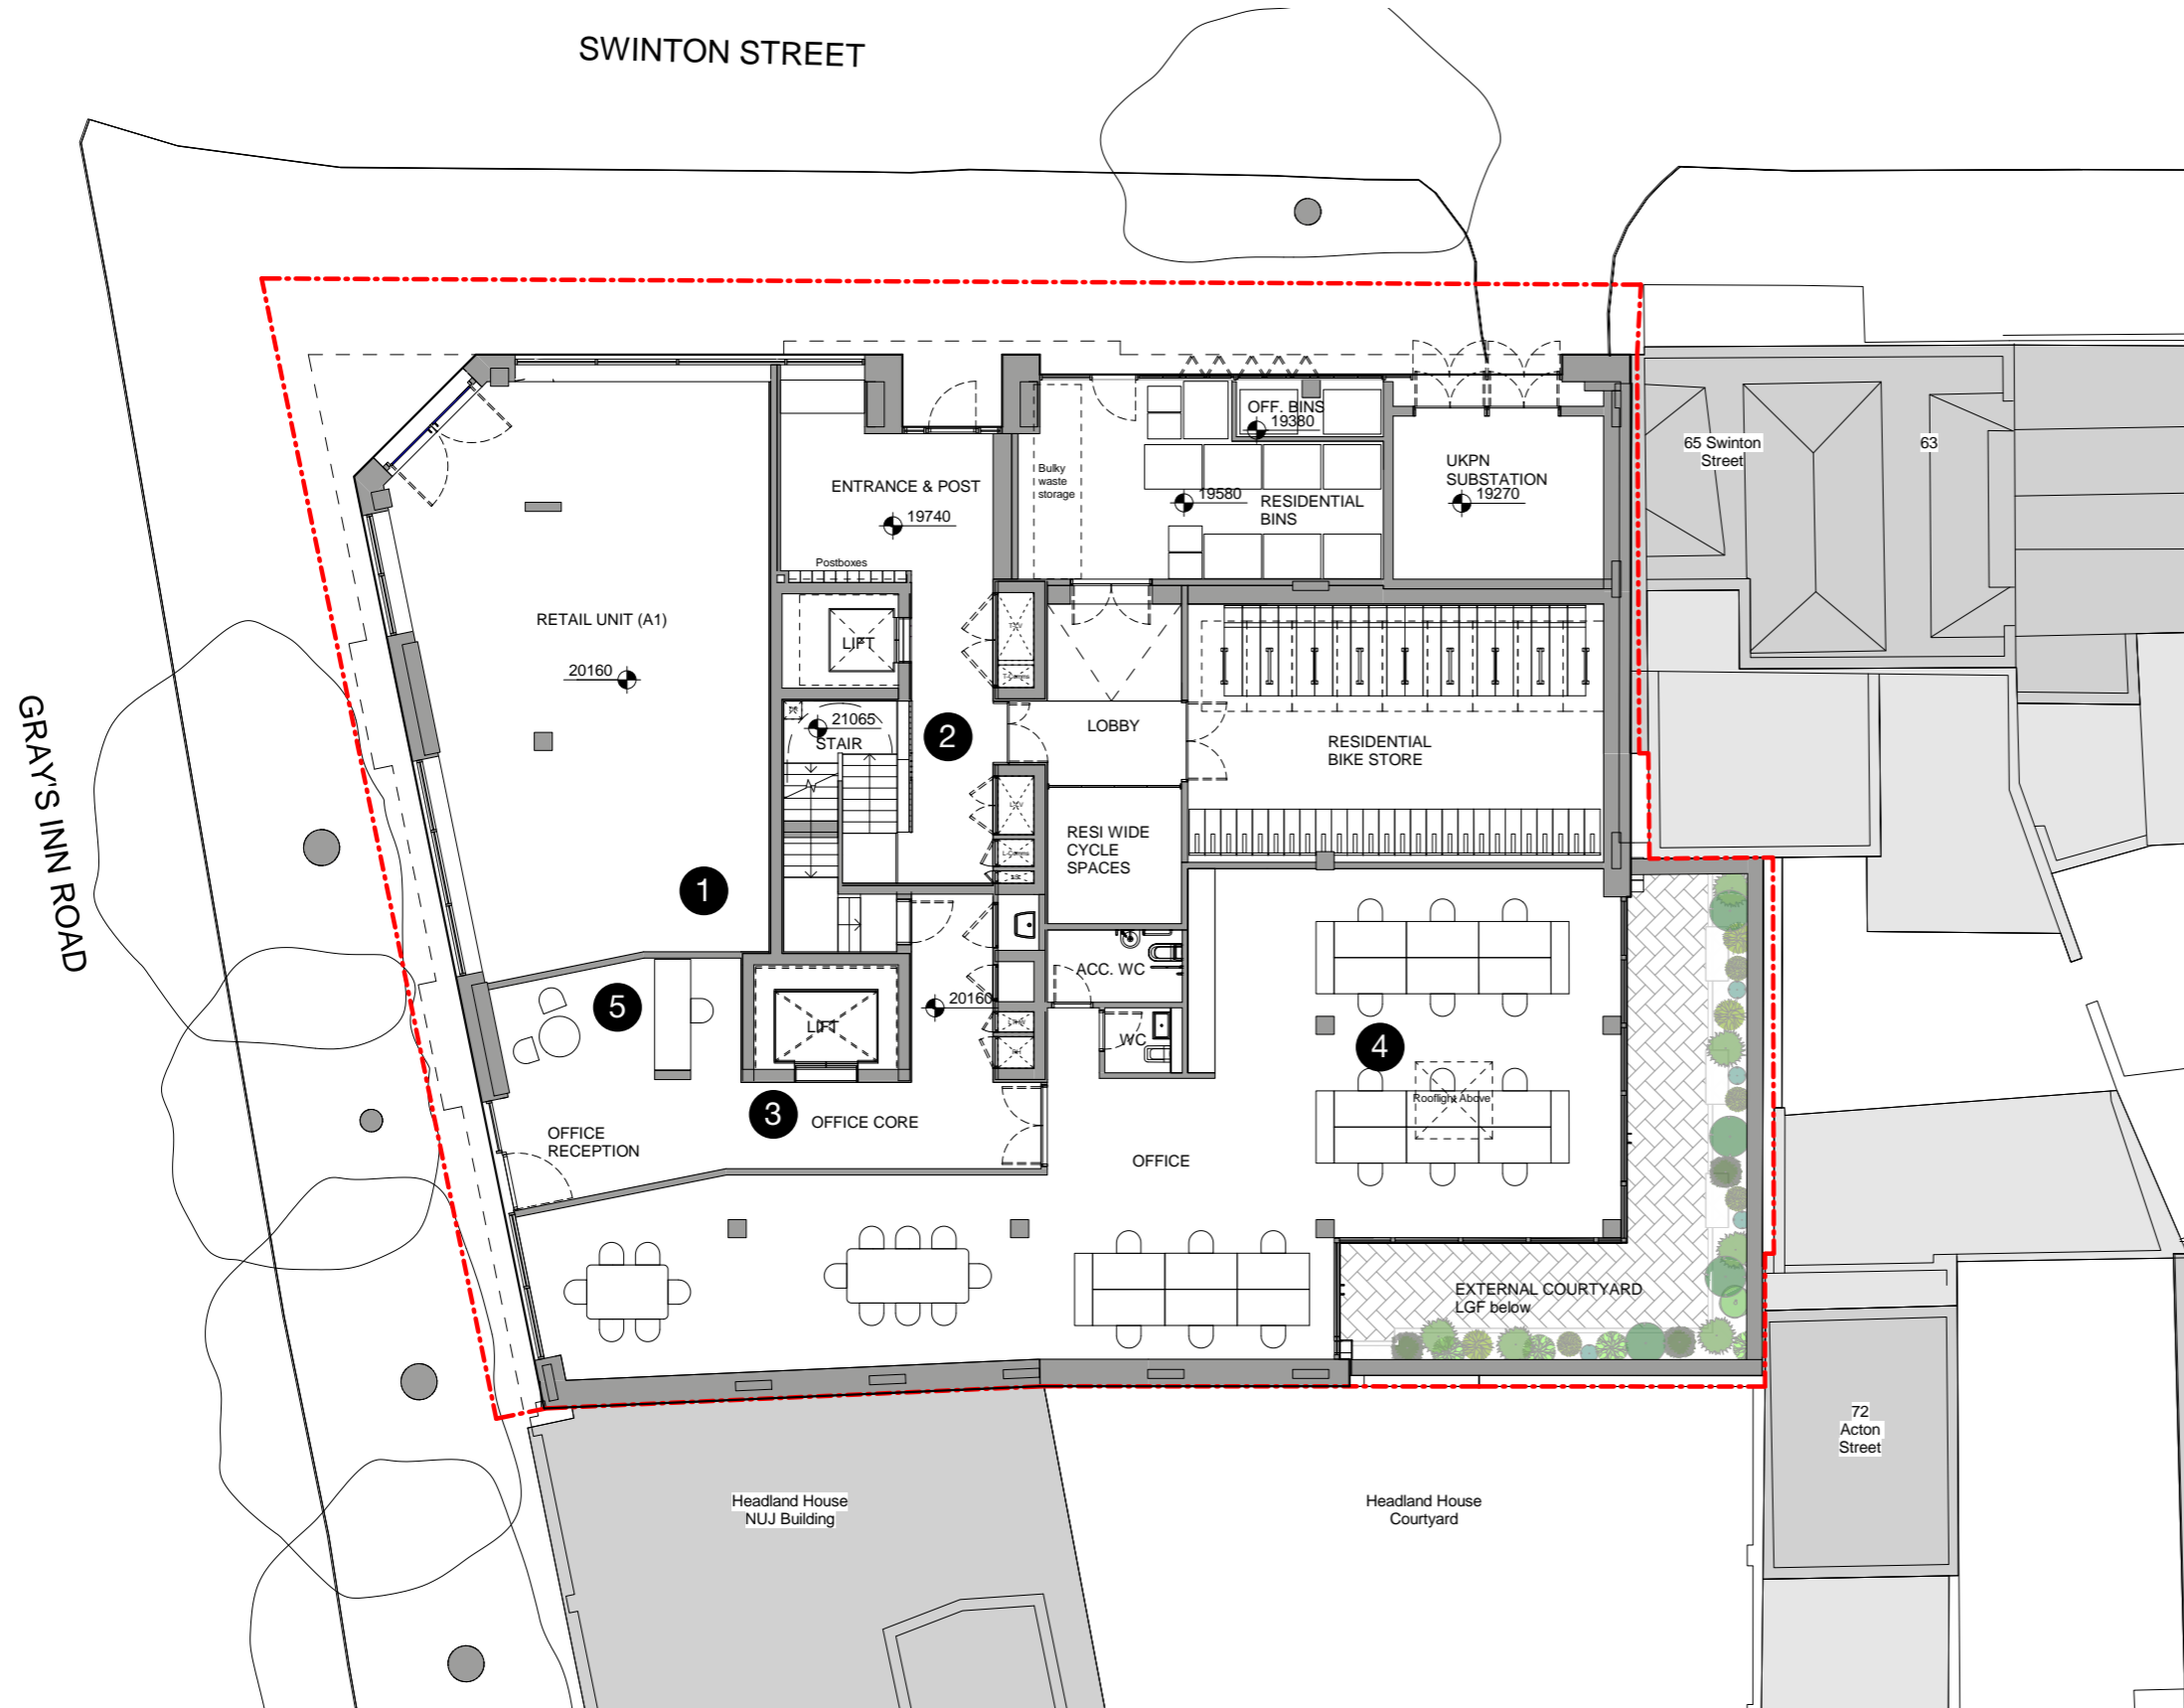 SWINTON STREET
OFF. BINS
19380
65 Swinton
Street
63
Bulky
waste
storage
UKPN
SUBSTATION
19270
ENTRANCE & POST
19740
19580
RESIDENTIAL
BINS
Postboxes
RETAIL UNIT (A1)
20160
LIFT
GRAY'S INN ROAD
21065
STAIR
2
LOBBY
RESIDENTIAL
BIKE STORE
RESI WIDE
CYCLE
SPACES
1
ACC. WC
5
20160
LIFT
WC
4
Rooflight Above
3
OFFICE CORE
OFFICE
RECEPTION
OFFICE
EXTERNAL COURTYARD
LGF below
72
Acton
Street
Headland House
NUJ Building
Headland House
Courtyard